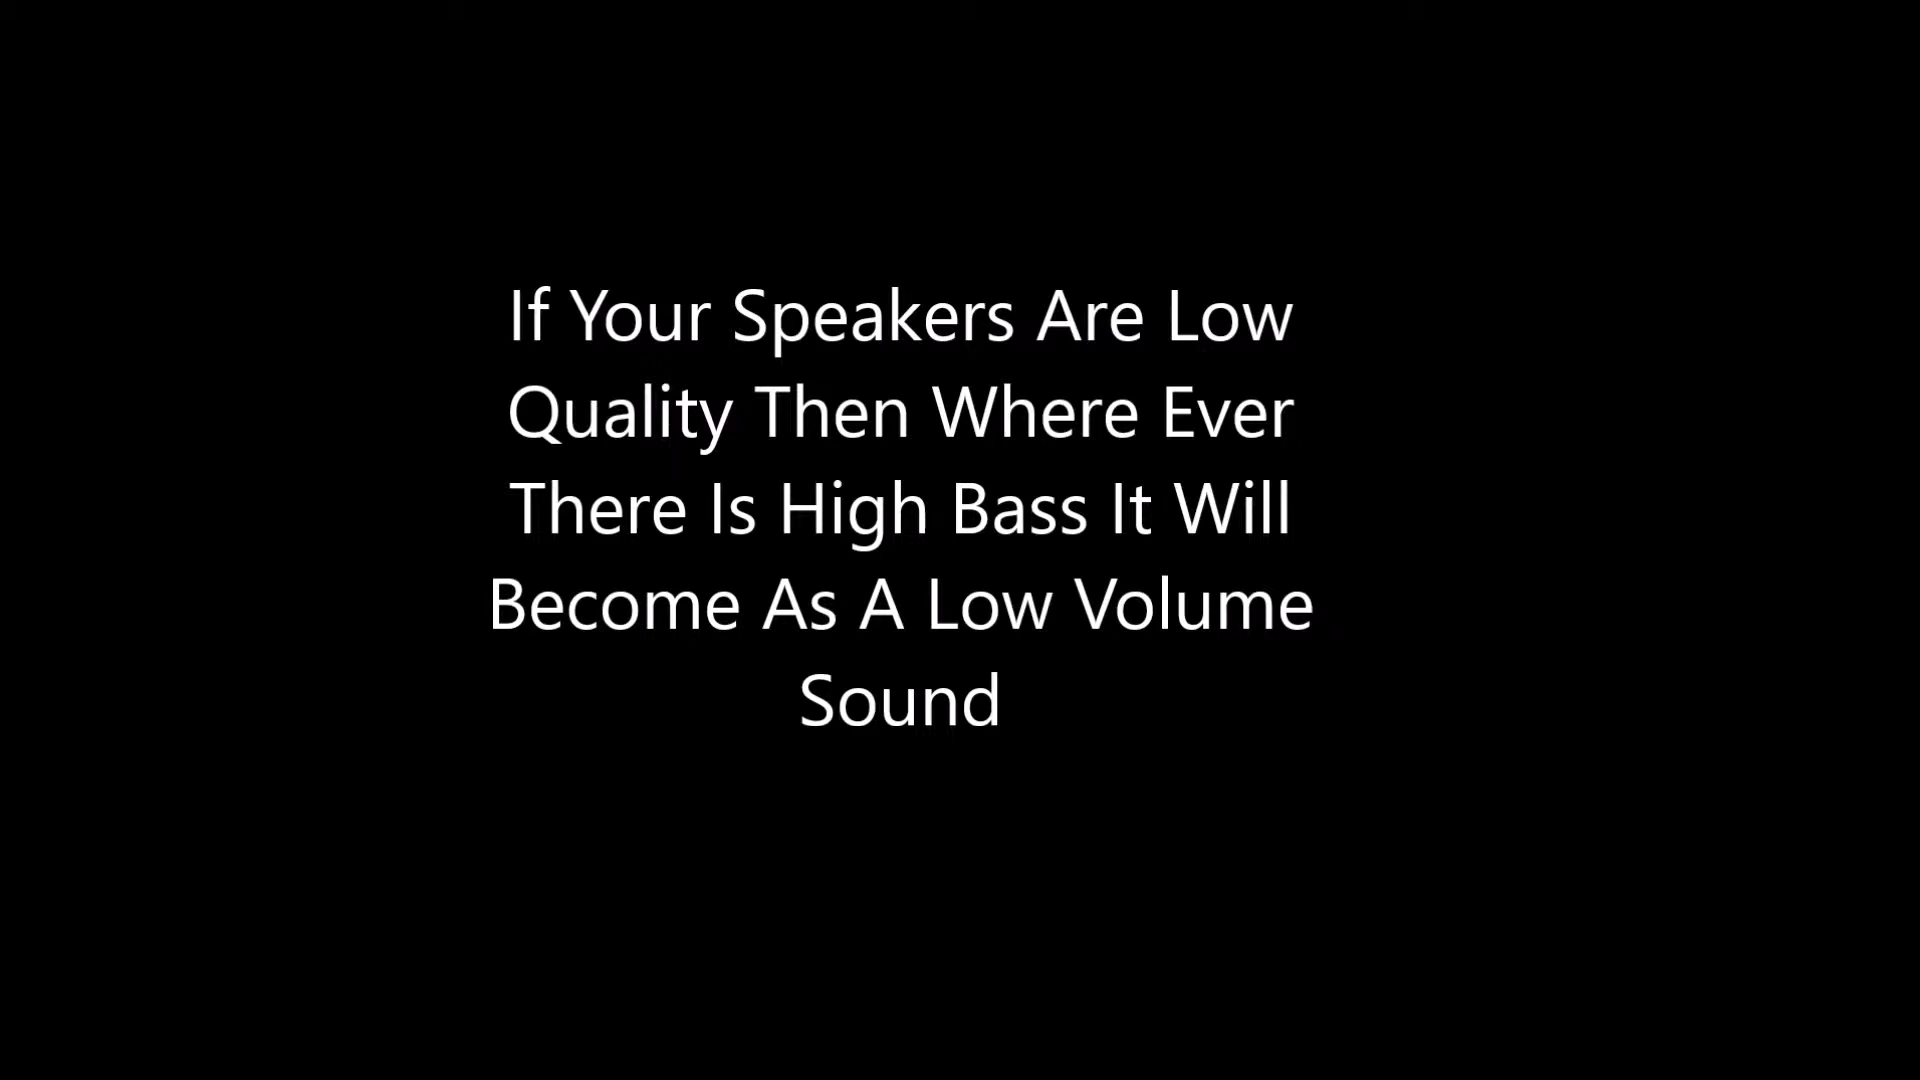 If Your Speakers Are Low
Quality Then Where Ever
There Is High Bass It Will
Become As A Low Volume
Sound